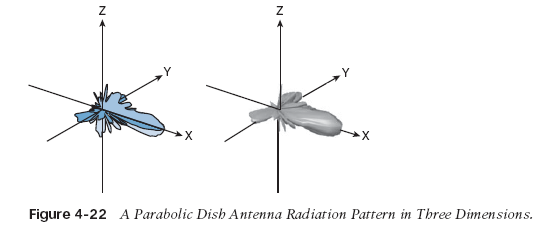 Z Z
Y Y
X X
Figure 4-22 A Parabolic Dish Antenna Radiation Pattern in Three Dimensions.